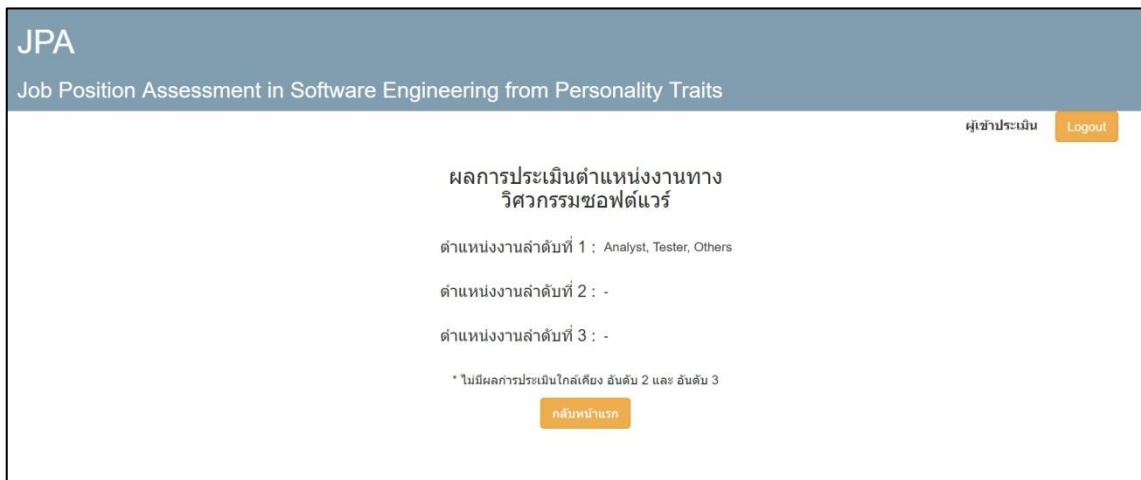 JPA
Job Position Assessment in Software Engineering from Personality Traits
ผู้เข้าประเมิน Logout
ผลการประเมินตำแหน่งงานทาง
วิศวกรรมซอฟต์แวร์
ตำแหน่งงานลำดับที่ 1 : Analyst, Tester, Others
ตำแหน่งงานลำดับที่ 2 : -
ตำแหน่งงานลำดับที่ 3 : -
* ไม่มีผลการประเมินใกล้เคียง อันดับ 2 และ อันดับ 3
กลับหน้าแรก